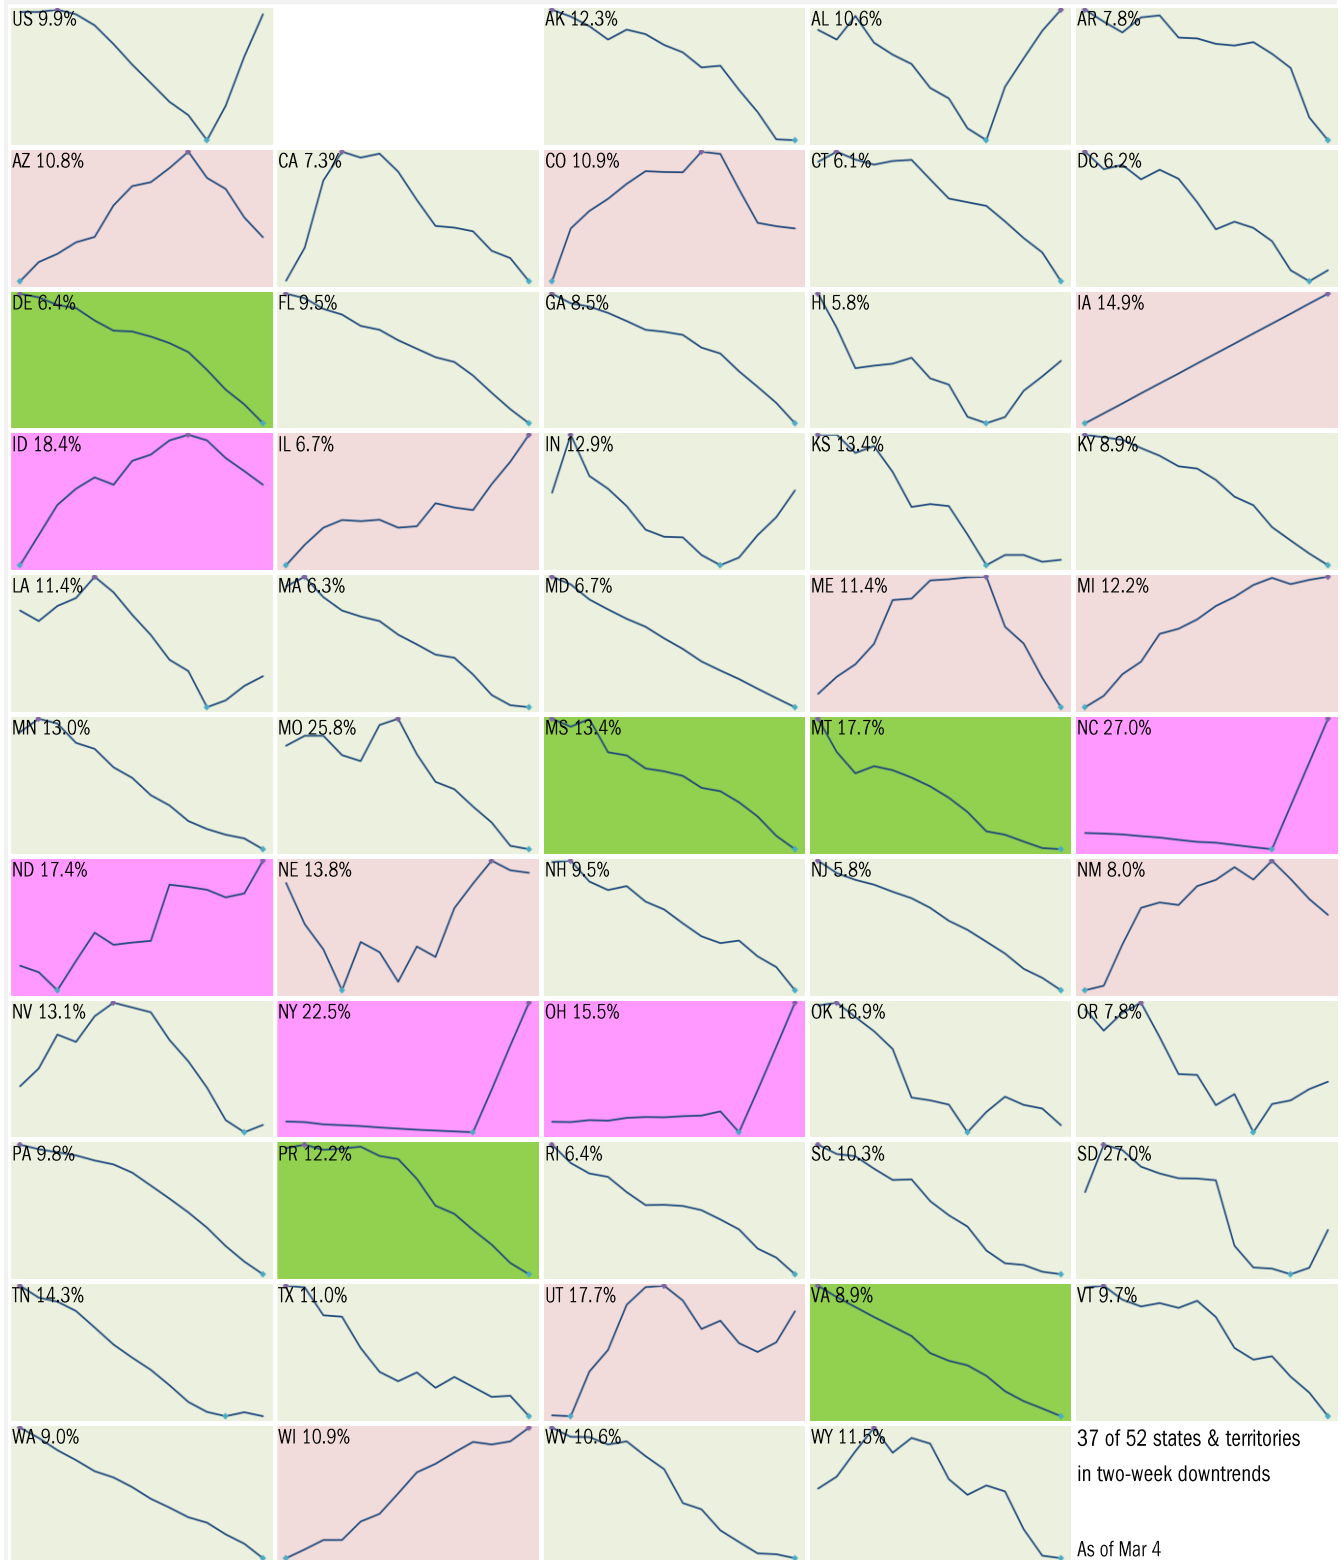 US 9.9%
AK 12.3%
AL 10.6%
AR 7.8%
AZ 10.8%
CA 7.3%
CO 10.9%
CT 6.1%
DC 6.2%
DE 6.4%
FL 9.5%
GA 8.5%
HI 5.8%
IA 14.9%
ID 18.4%
IL 6.7%
IN 12.9%
KS 13.4%
KY 8.9%
LA 11.4%
MA 6.3%
MD 6.7%
ME 11.4%
MI 12.2%
MN 13.0%
MO 25.8%
MS 13.4%
MT 17.7%
NC 27.0%
ND 17.4%
NE 13.8%
NH 9.5%
NJ 5.8%
NM 8.0%
NV 13.1%
NY 22.5%
OH 15.5%
OK 16.9%
OR 7.8%
PA 9.8%
PR 12.2%
RI 6.4%
SC 10.3%
SD 27.0%
TN 14.3%
TX 11.0%
UT 17.7%
VA 8.9%
VT 9.7%
WA 9.0%
WI 10.9%
WV 10.6%
WY 11.5%
37 of 52 states & territories
in two-week downtrends
As of Mar 4